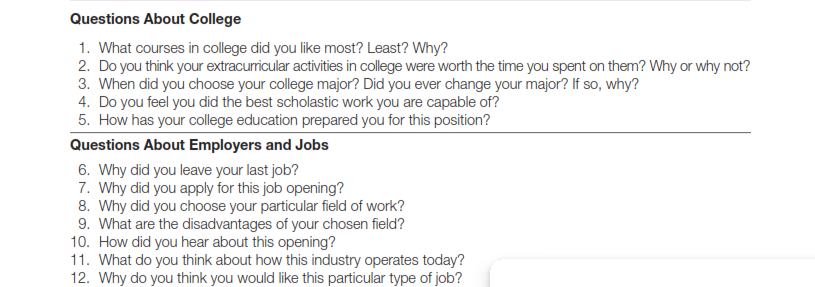 Questions About College
1. What courses in college did you like most? Least? Why?
2. Do you think your extracurricular activities in college were worth the time you spent on them? Why or why not?
3. When did you choose your college major? Did you ever change your major? If so, why?
4. Do you feel you did the best scholastic work you are capable of?
5. How has your college education prepared you for this position?
Questions About Employers and Jobs
6. Why did you leave your last job?
7. Why did you apply for this job opening?
8. Why did you choose your particular field of work?
9. What are the disadvantages of your chosen field?
10. How did you hear about this opening?
11. What do you think about how this industry operates today?
12. Why do you think you would like this particular type of job?